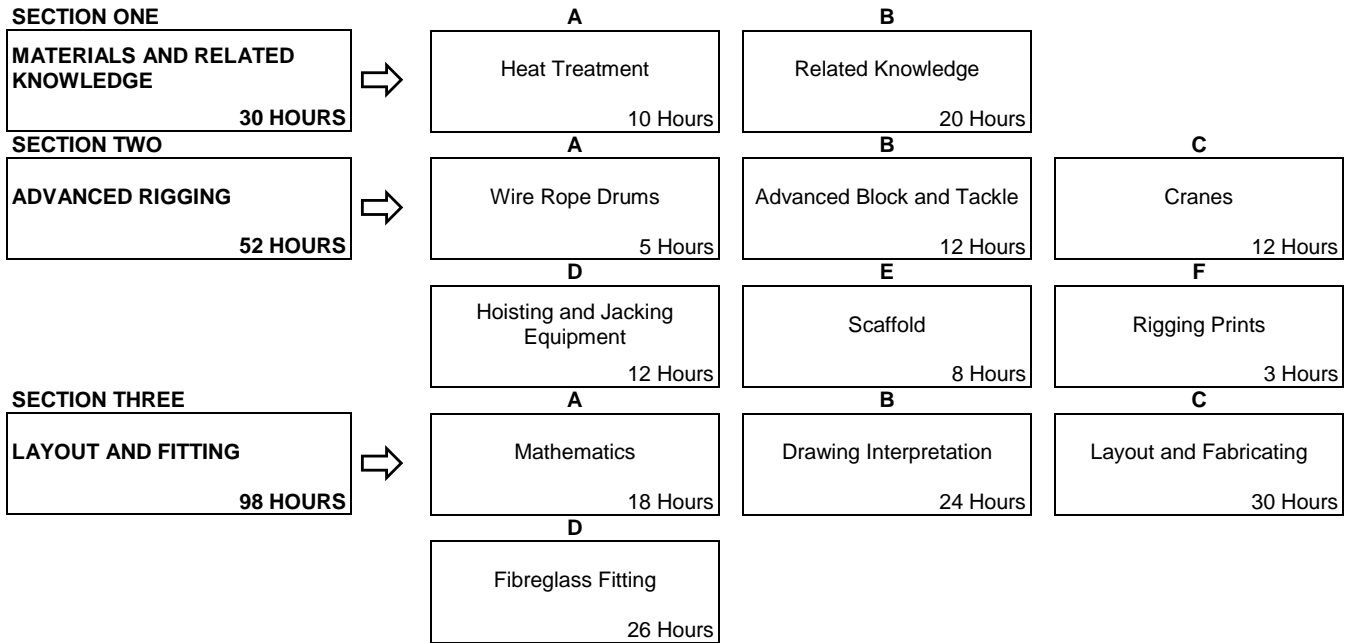 SECTION ONE
A
B
MATERIALS AND RELATED
KNOWLEDGE
30 HOURS
Heat Treatment
10 Hours
Related Knowledge
20 Hours
SECTION TWO
A
B
C
ADVANCED RIGGING
52 HOURS
Wire Rope Drums
5 Hours
Advanced Block and Tackle
12 Hours
Cranes
12 Hours
D
E
F
Hoisting and Jacking
Equipment
12 Hours
Scaffold
8 Hours
Rigging Prints
3 Hours
SECTION THREE
A
B
C
LAYOUT AND FITTING
98 HOURS
Mathematics
18 Hours
Drawing Interpretation
24 Hours
Layout and Fabricating
30 Hours
D
Fibreglass Fitting
26 Hours